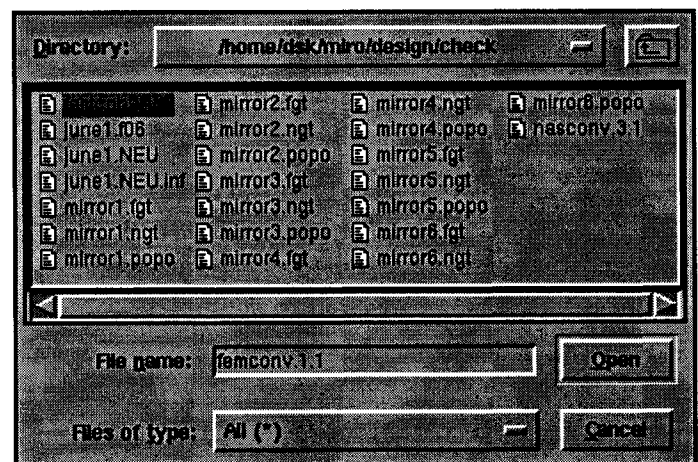 Directory: /home/dsk/miro/design/check
mirror2.fgt mirror4.ngt mirror6.popo
june1.f06 mirror2.ngt mirror4.popo nasconv.3.1
june1.NEU mirror2.popo mirror5.fgt
june1.NEU.inf mirror3.fgt mirror5.ngt
mirror1.fgt mirror3.ngt mirror5.popo
mirror1.ngt mirror3.popo mirror6.fgt
mirror1.popo mirror4.fgt mirror6.ngt
File name: femconv.1.1 Open
Files of type: All (*) Cancel